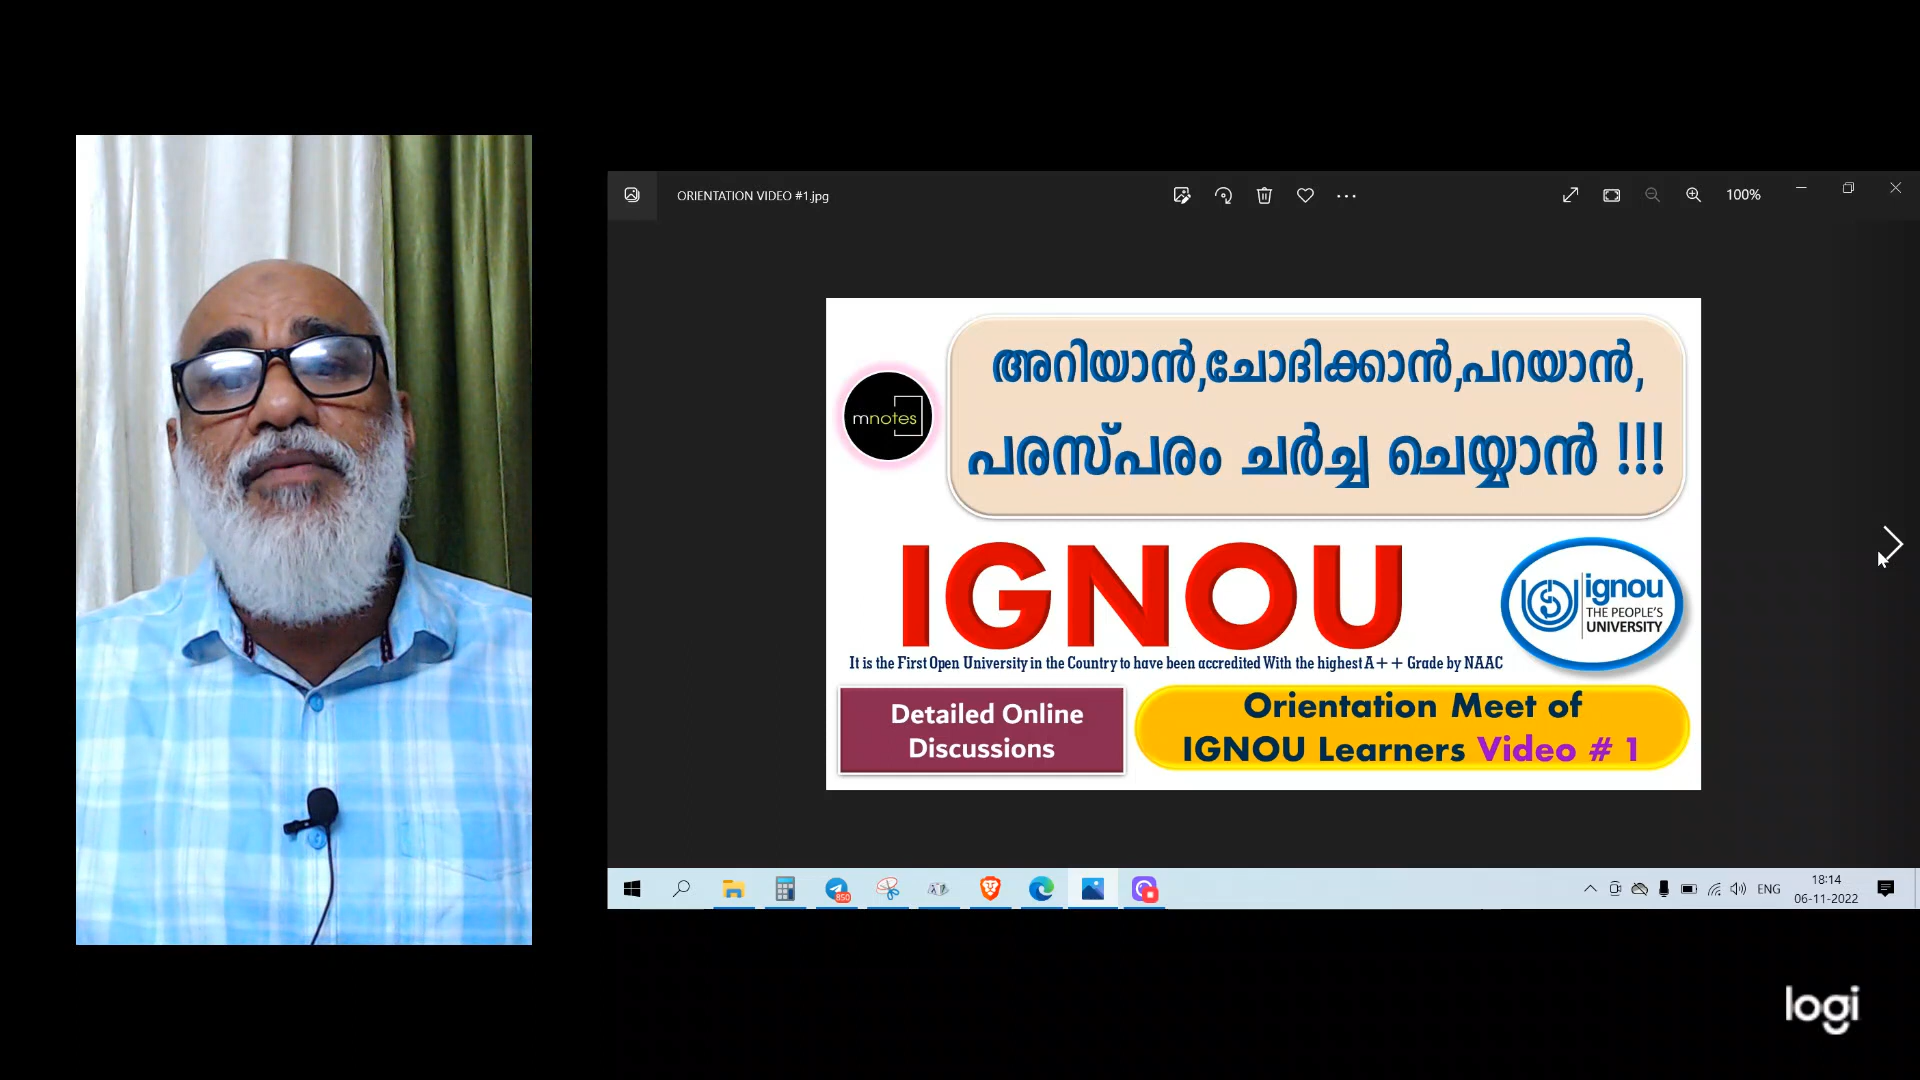 ORIENTATION VIDEO #1.jpg
100%
mnotes
അറിയാൻ,ചോദിക്കാൻ,പറയാൻ,
പരസ്പരം ചർച്ച ചെയ്യാൻ !!!
IGNOU
ignou
THE PEOPLE'S
UNIVERSITY
It is the First Open University in the Country to have been accredited With the highest A++ Grade by NAAC
Detailed Online
Discussions
Orientation Meet of
IGNOU Learners Video # 1
850
ENG
18:14
06-11-2022
logi